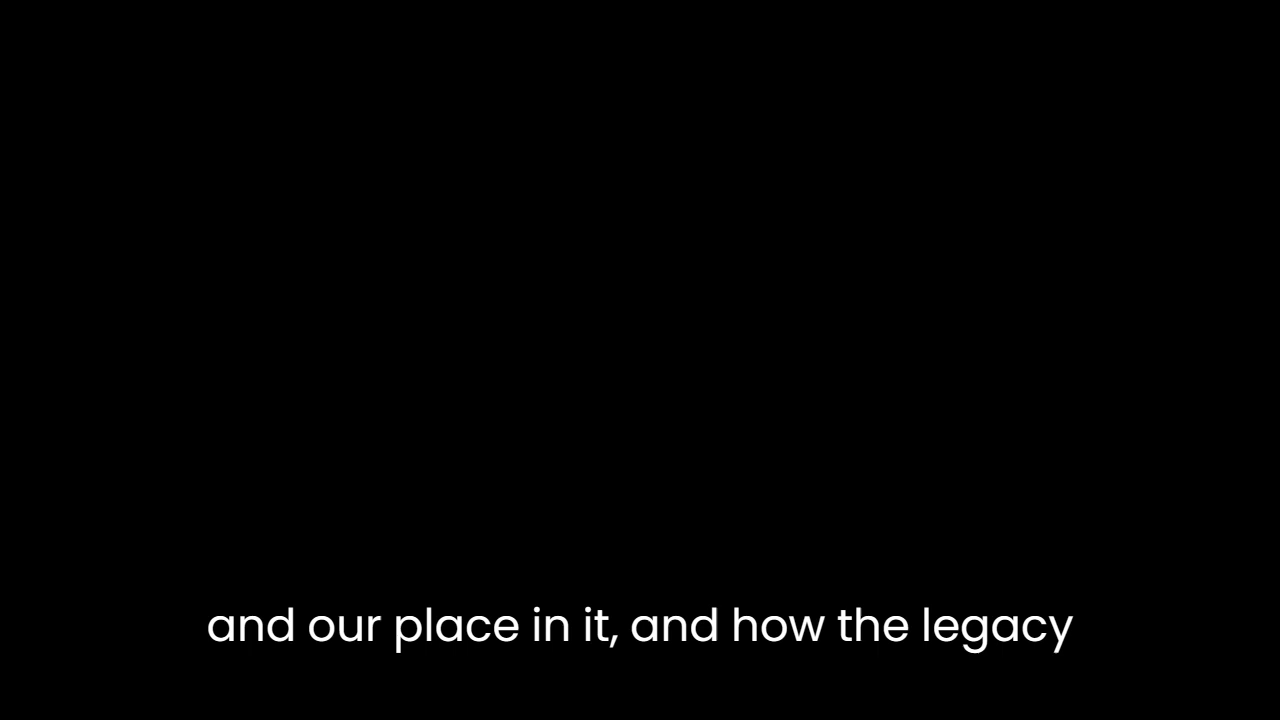 and our place in it, and how the legacy